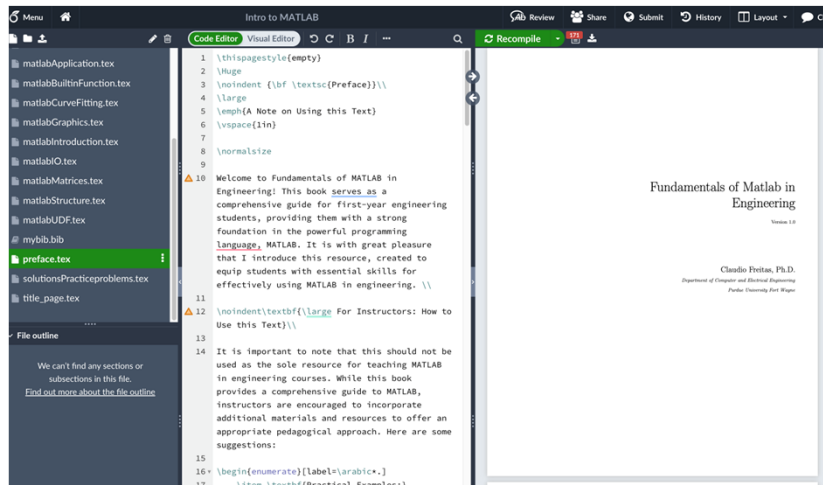 Menu
Intro to MATLAB
Review
Share
Submit
History
Layout
Code Editor
Visual Editor
B I
Recompile
171
matlabApplication.tex
matlabBuiltinFunction.tex
matlabCurveFitting.tex
matlabGraphics.tex
matlabIntroduction.tex
matlabIO.tex
matlabMatrices.tex
matlabStructure.tex
matlabUDF.tex
mybib.bib
preface.tex
solutionsPracticeproblems.tex
title_page.tex
File outline
We can't find any sections or
subsections in this file.
Find out more about the file outline
1 \thispagestyle{empty}
2 \Huge
3 \noindent {\bf \textsc{Preface}}\\
4 \large
5 \emph{A Note on Using this Text}
6 \vspace{1in}
7
8 \normalsize
9
10 Welcome to Fundamentals of MATLAB in
Engineering! This book serves as a
comprehensive guide for first-year engineering
students, providing them with a strong
foundation in the powerful programming
language, MATLAB. It is with great pleasure
that I introduce this resource, created to
equip students with essential skills for
effectively using MATLAB in engineering. \\
11
12 \noindent\textbf{\large For Instructors: How to
Use this Text}\\
13
14 It is important to note that this should not be
used as the sole resource for teaching MATLAB
in engineering courses. While this book
provides a comprehensive guide to MATLAB,
instructors are encouraged to incorporate
additional materials and resources to offer an
appropriate pedagogical approach. Here are some
suggestions:
15
16 \begin{enumerate}[label=\arabic*.]
17 \item \textbf{Practical Examples:}
Fundamentals of Matlab in
Engineering
Version 1.0
Claudio Freitas, Ph.D.
Department of Computer and Electrical Engineering
Purdue University Fort Wayne